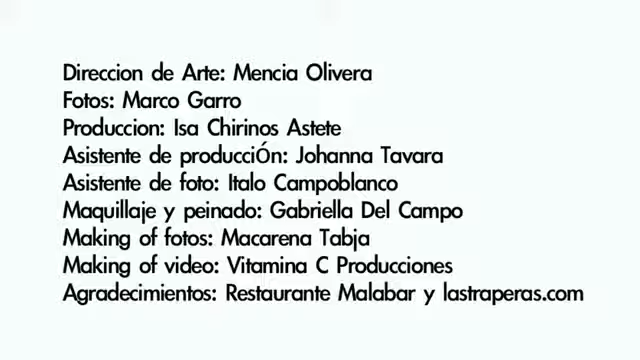 Direccion de Arte: Mencia Olivera
Fotos: Marco Garro
Produccion: Isa Chirinos Astete
Asistente de producciÓn: Johanna Tavara
Asistente de foto: Italo Campoblanco
Maquillaje y peinado: Gabriella Del Campo
Making of fotos: Macarena Tabja
Making of video: Vitamina C Producciones
Agradecimientos: Restaurante Malabar y lastraperas.com